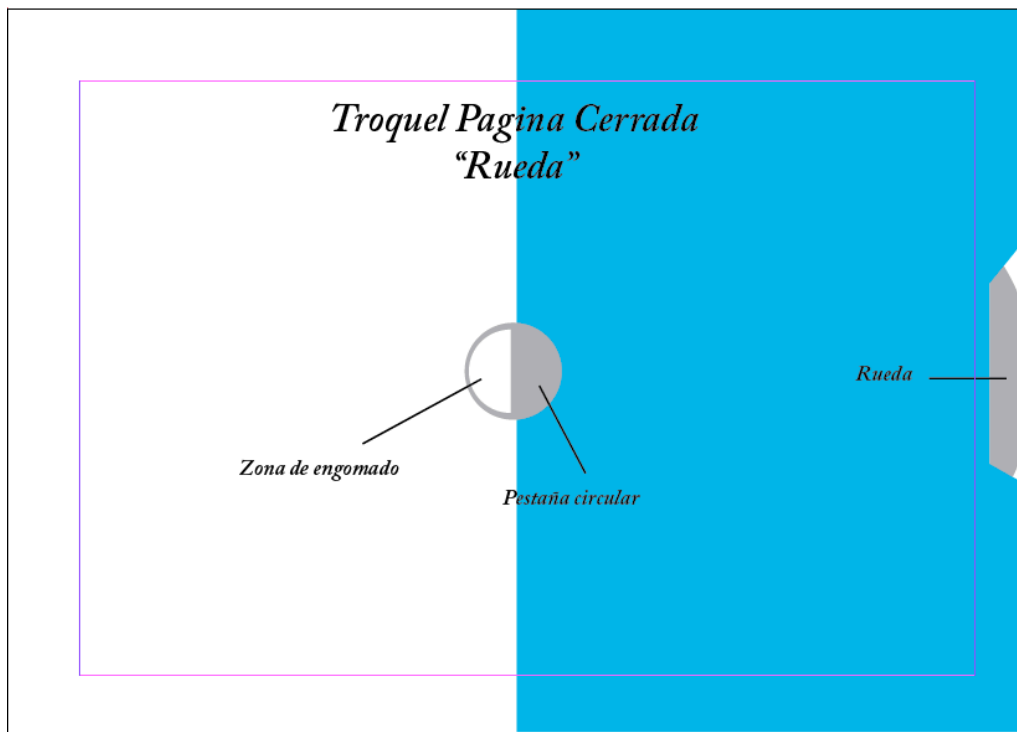 Troquel Pagina Cerrada
“Rueda”
Rueda
Zona de engomado
Pestaña circular